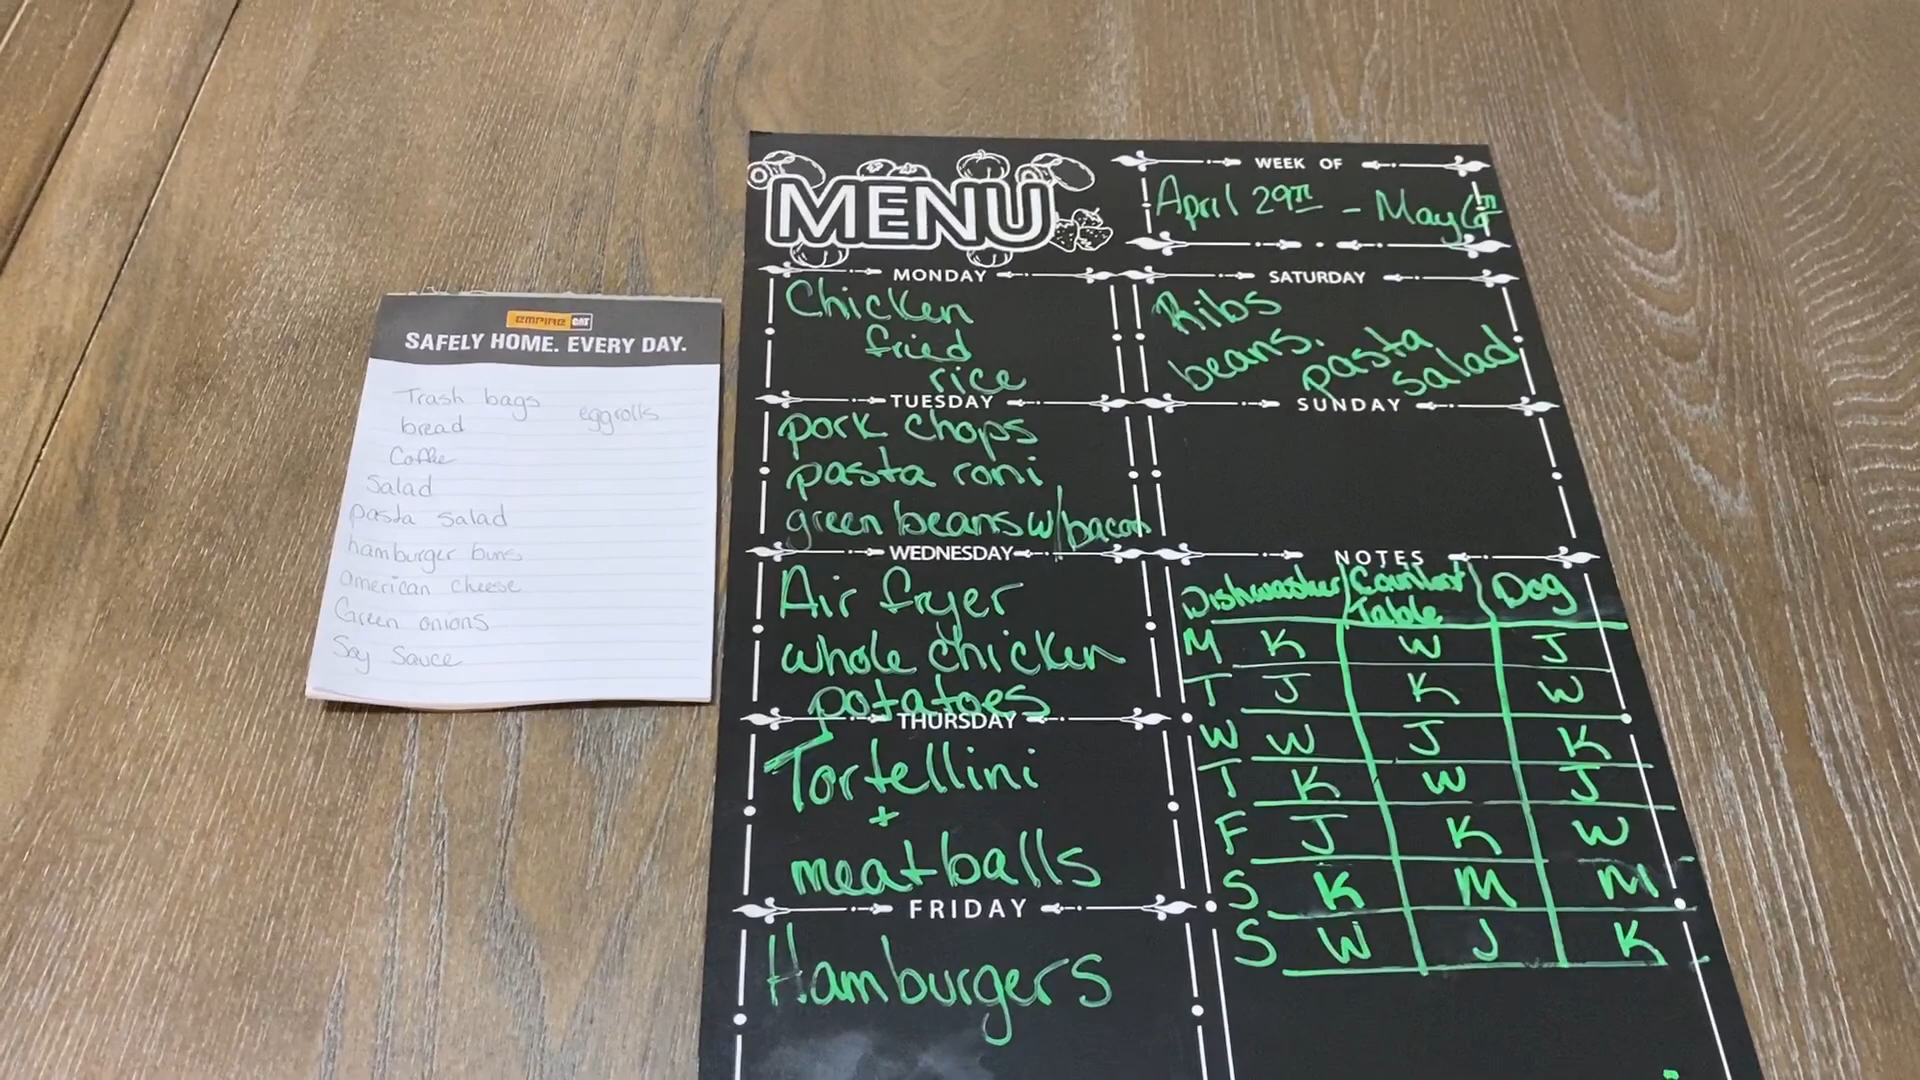 EMPIRE CAT
SAFELY HOME. EVERY DAY.
Trash bags eggrolls
bread
Coffee
Salad
pasta salad
hamburger buns
american cheese
Green onions
Soy Sauce
MENU
WEEK OF
April 29TH - May 6TH
MONDAY
Chicken
fried
rice
TUESDAY
pork chops
pasta roni
green beans w/bacon
WEDNESDAY
Air fryer
whole chicken
potatoes
THURSDAY
Tortellini
+
meatballs
FRIDAY
Hamburgers
SATURDAY
Ribs
beans. pasta
salad
SUNDAY
NOTES
Dishwasher Table Dog
M K W J
T J K W
W W J K
T K W J
F J K W
S K M M
S W J K